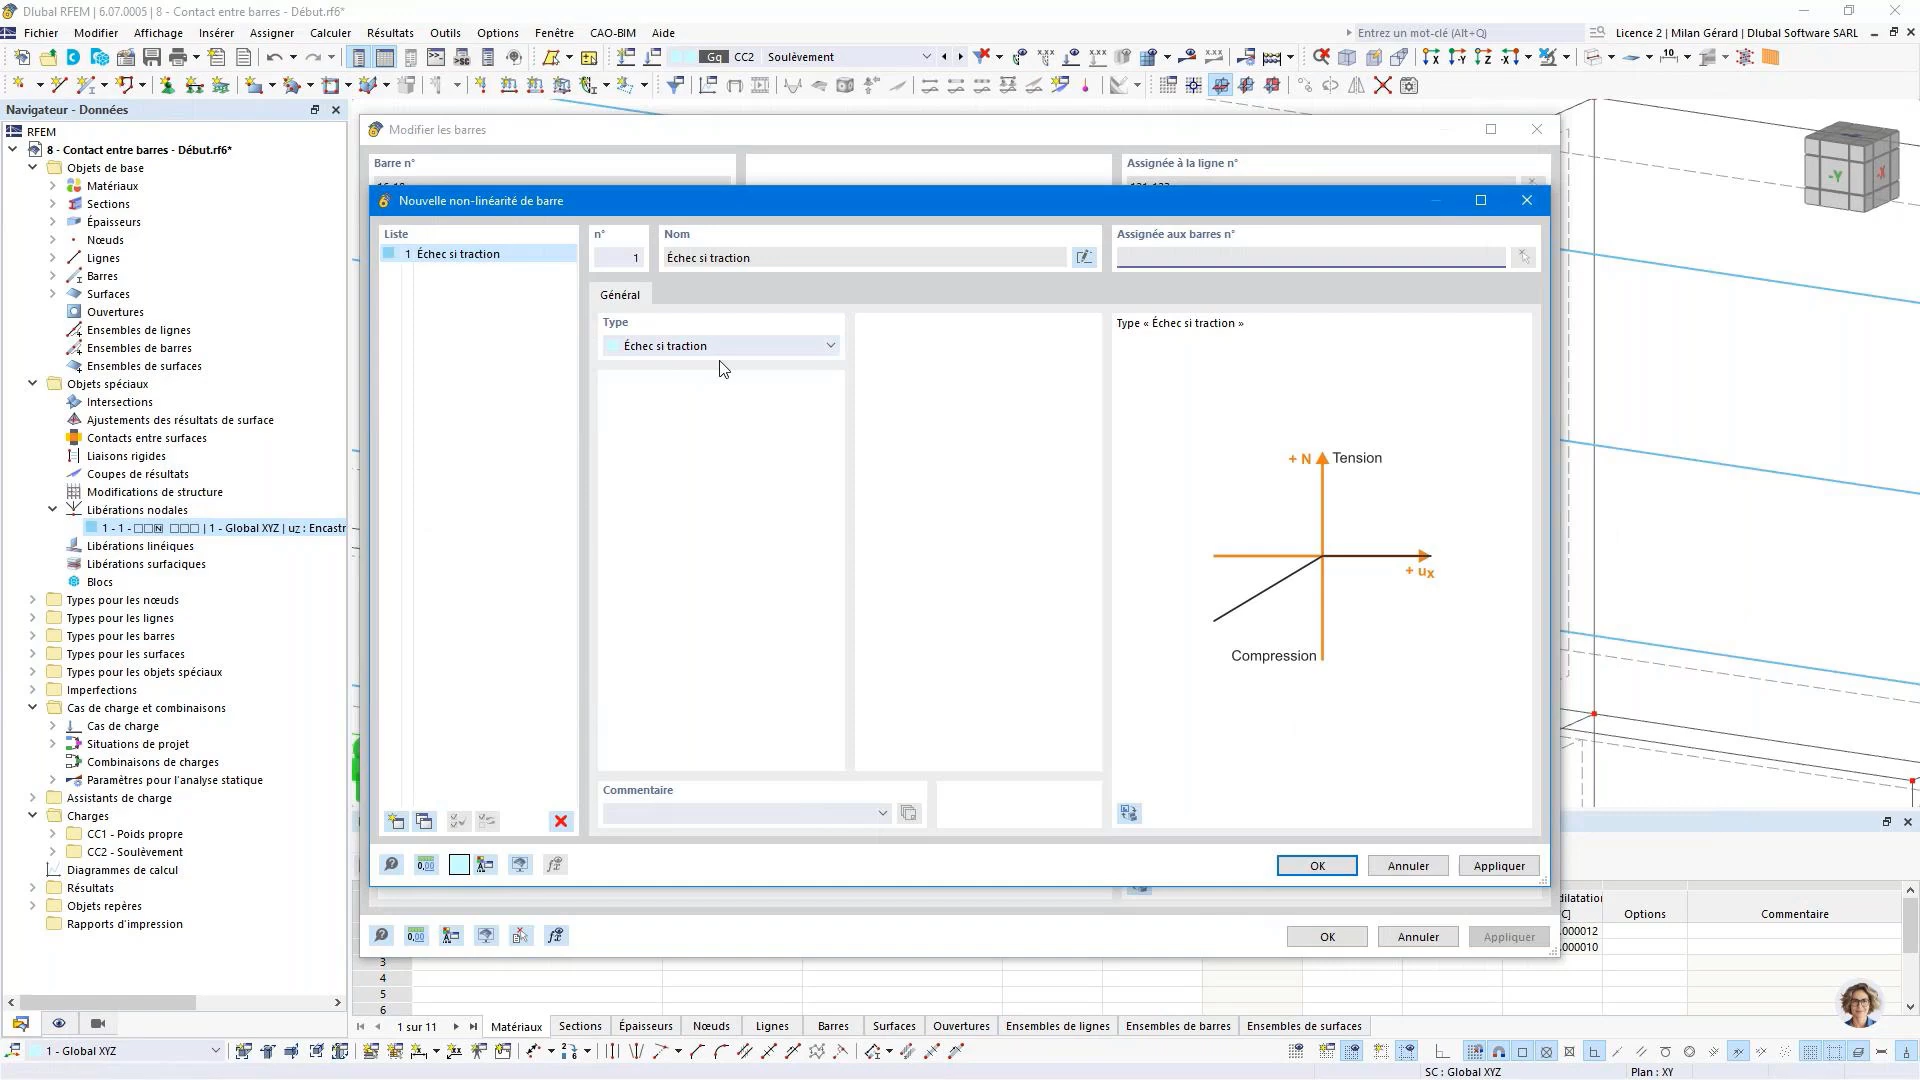 Dlubal RFEM | 6.07.0005 | 8 - Contact entre barres - Début.rf6*
Fichier Modifier Affichage Insérer Assigner Calculer Résultats Outils Options Fenêtre CAO-BIM Aide
Entrez un mot-clé (Alt+Q)
Licence 2 | Milan Gérard | Dlubal Software SARL
Gq CC2 Soulèvement
Navigateur - Données
RFEM
8 - Contact entre barres - Début.rf6*
Objets de base
Matériaux
Sections
Épaisseurs
Nœuds
Lignes
Barres
Surfaces
Ouvertures
Ensembles de lignes
Ensembles de barres
Ensembles de surfaces
Objets spéciaux
Intersections
Ajustements des résultats de surface
Contacts entre surfaces
Liaisons rigides
Coupes de résultats
Modifications de structure
Libérations nodales
1 - 1 - □□N □□□ | 1 - Global XYZ | uz : Encastr
Libérations linéiques
Libérations surfaciques
Blocs
Types pour les nœuds
Types pour les lignes
Types pour les barres
Types pour les surfaces
Types pour les objets spéciaux
Imperfections
Cas de charge et combinaisons
Cas de charge
Situations de projet
Combinaisons de charges
Paramètres pour l'analyse statique
Assistants de charge
Charges
CC1 - Poids propre
CC2 - Soulèvement
Diagrammes de calcul
Résultats
Objets repères
Rapports d'impression
1 - Global XYZ
Modifier les barres
Barre n°
Assignée à la ligne n°
Nouvelle non-linéarité de barre
Liste
1 Échec si traction
n°
1
Nom
Échec si traction
Assignée aux barres n°
Général
Type
Échec si traction
Type « Échec si traction »
+ N
Tension
+ ux
Compression
Commentaire
OK Annuler Appliquer
OK Annuler Appliquer
-Y
-X
dilatation
C]
Options
Commentaire
.000012
.000010
3
4
5
6
1 sur 11
Matériaux Sections Épaisseurs Nœuds Lignes Barres Surfaces Ouvertures Ensembles de lignes Ensembles de barres Ensembles de surfaces
SC : Global XYZ
Plan : XY